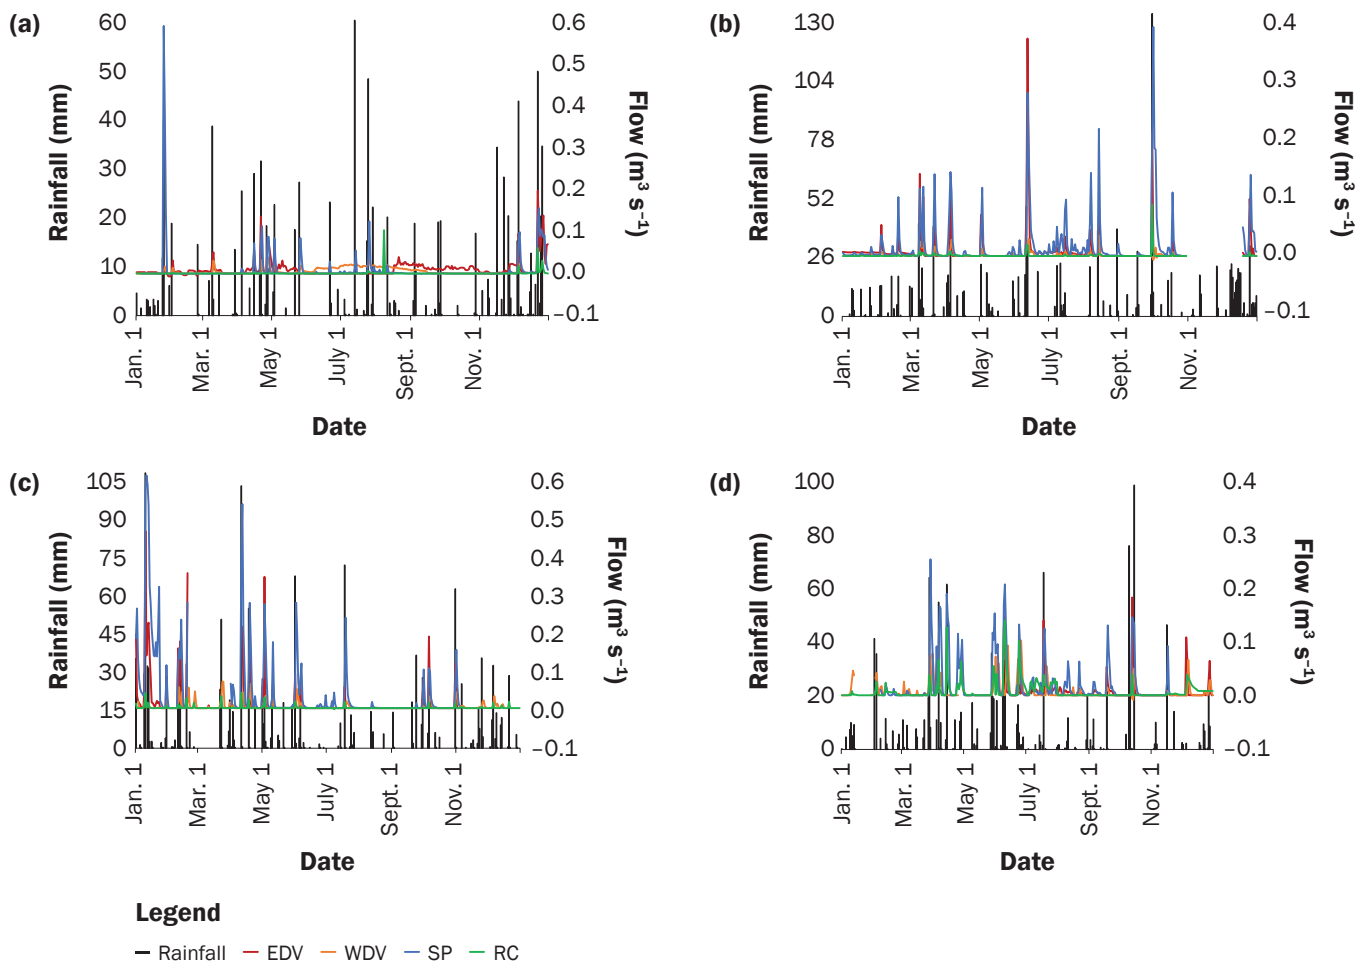 (a)
60
50
40
30
20
10
0
Rainfall (mm)
0.6
0.5
0.4
0.3
0.2
0.1
0.0
–0.1
Flow (m³ s⁻¹)
Jan. 1
Mar. 1
May 1
July 1
Sept. 1
Nov. 1
Date
(b)
130
104
78
52
26
0
Rainfall (mm)
0.4
0.3
0.2
0.1
0.0
–0.1
Flow (m³ s⁻¹)
Jan. 1
Mar. 1
May 1
July 1
Sept. 1
Nov. 1
Date
(c)
105
90
75
60
45
30
15
0
Rainfall (mm)
0.6
0.5
0.4
0.3
0.2
0.1
0.0
–0.1
Flow (m³ s⁻¹)
Jan. 1
Mar. 1
May 1
July 1
Sept. 1
Nov. 1
Date
(d)
100
80
60
40
20
0
Rainfall (mm)
0.4
0.3
0.2
0.1
0.0
–0.1
Flow (m³ s⁻¹)
Jan. 1
Mar. 1
May 1
July 1
Sept. 1
Nov. 1
Date
Legend
Rainfall EDV WDV SP RC